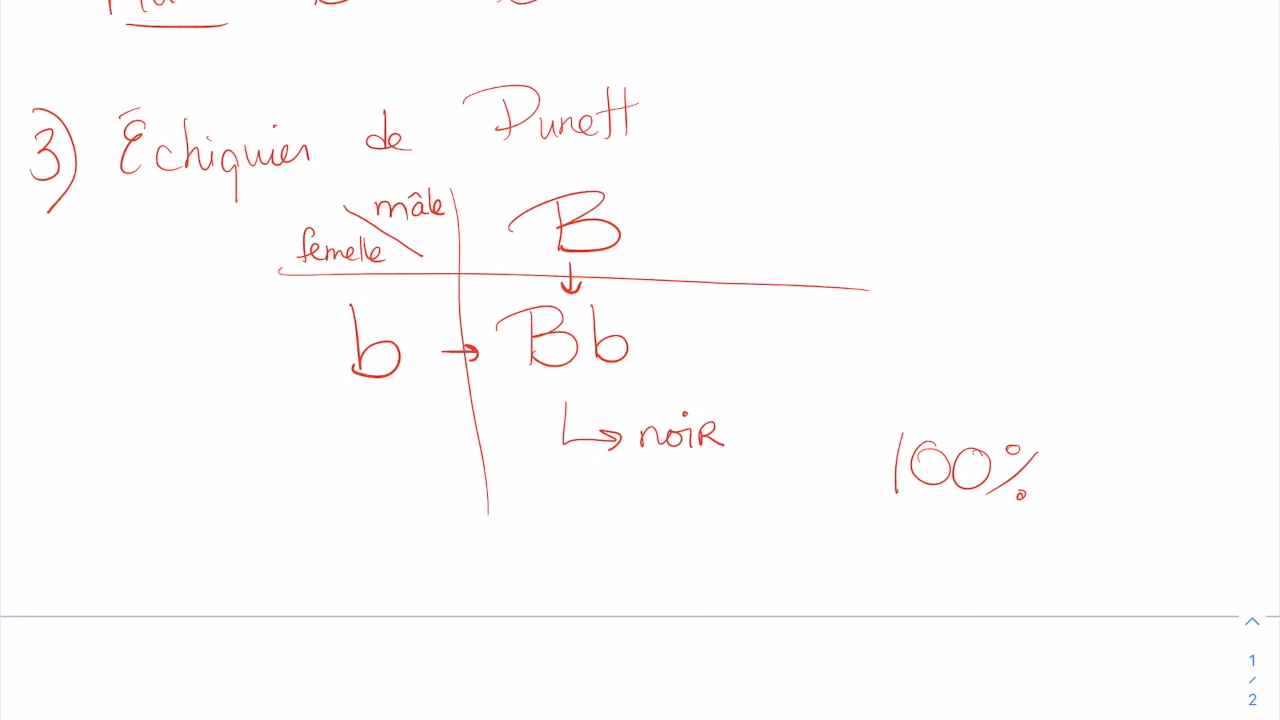 3) Échiquier de Punett
mâle
femelle
B
b → Bb
↳ noir
100%
1
/
2